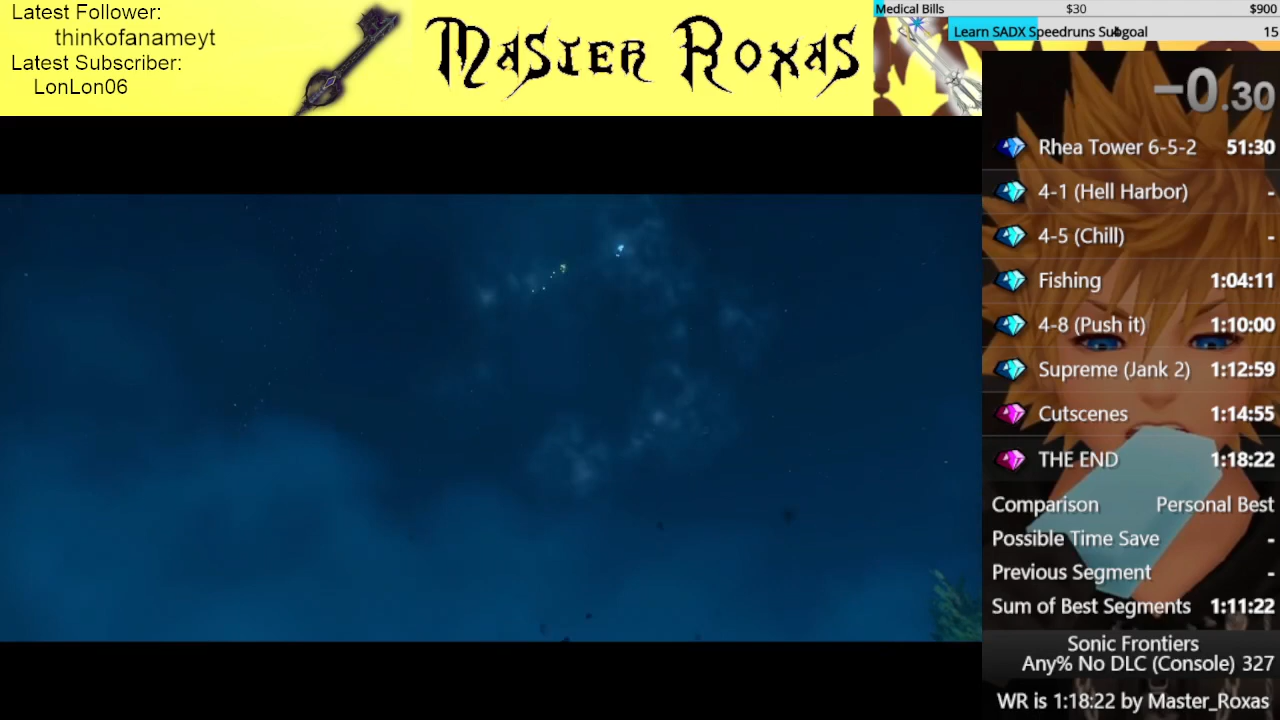 Latest Follower:
thinkofanameyt
Latest Subscriber:
LonLon06
Master Roxas
Medical Bills $30 $900
Learn SADX Speedruns Subgoal 15
-0.30
Rhea Tower 6-5-2 51:30
4-1 (Hell Harbor) -
4-5 (Chill) -
Fishing 1:04:11
4-8 (Push it) 1:10:00
Supreme (Jank 2) 1:12:59
Cutscenes 1:14:55
THE END 1:18:22
Comparison Personal Best
Possible Time Save -
Previous Segment -
Sum of Best Segments 1:11:22
Sonic Frontiers
Any% No DLC (Console) 327
WR is 1:18:22 by Master_Roxas